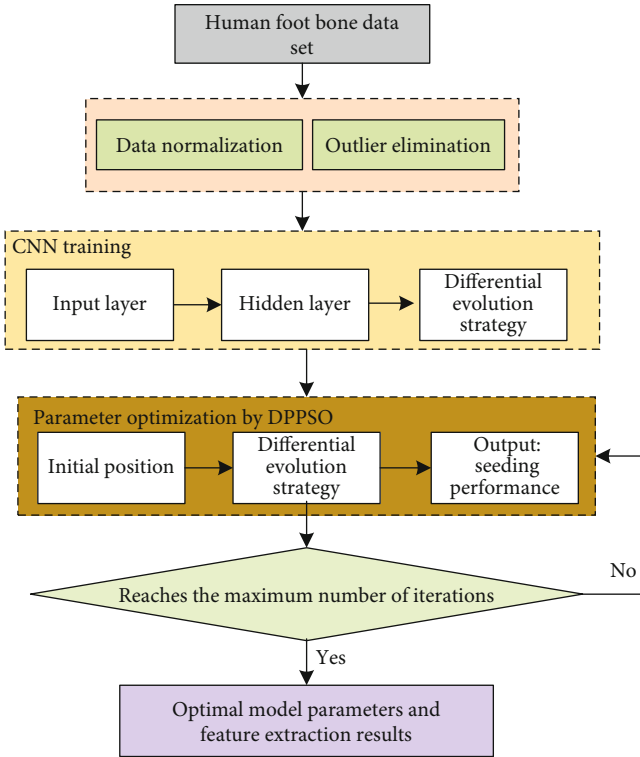 Human foot bone data
set
Data normalization
Outlier elimination
CNN training
Input layer
Hidden layer
Differential
evolution
strategy
Parameter optimization by DPPSO
Initial position
Differential
evolution
strategy
Output:
seeding
performance
Reaches the maximum number of iterations
No
Yes
Optimal model parameters and
feature extraction results